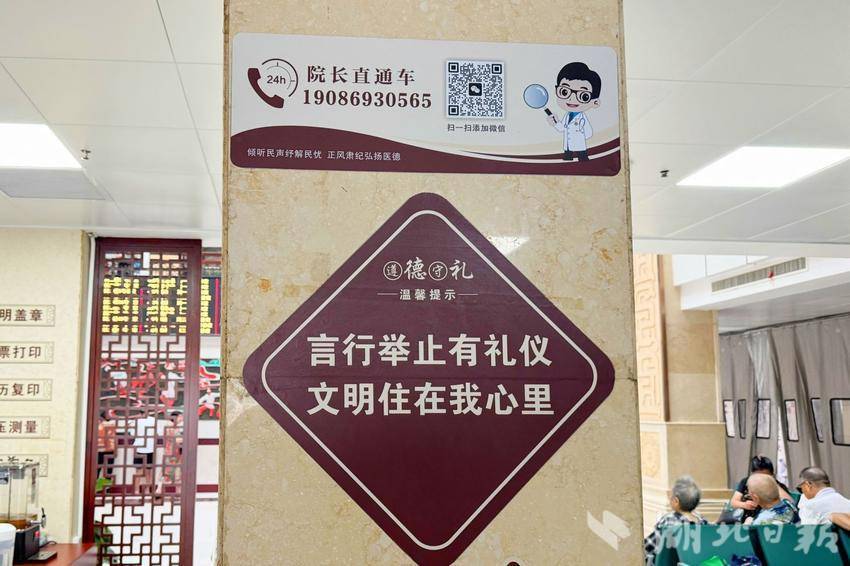 24h
院长直通车
19086930565
扫一扫添加微信
倾听民声纾解民忧 正风肃纪弘扬医德
遵德守礼
温馨提示
言行举止有礼仪
文明住在我心里
明盖章
票打印
历复印
压测量
湖北日报